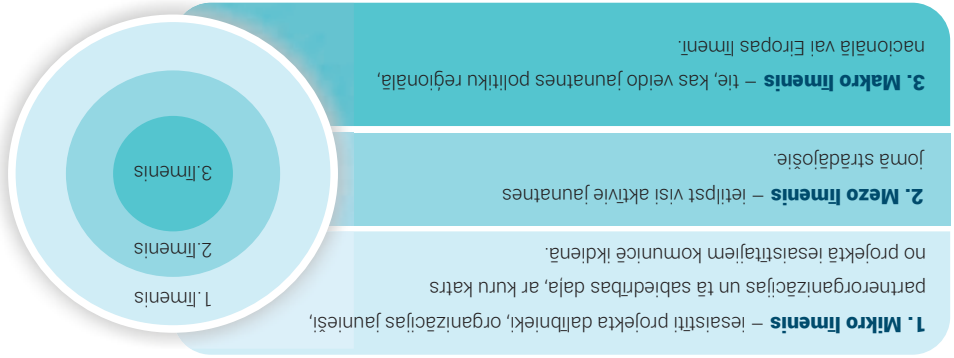 1. Mikro līmenis – iesaistīti projekta dalībnieki, organizācijas jaunieši,
partnerorganizācijas un tā sabiedrības daļa, ar kuru katrs
no projektā iesaistītajiem komunicē ikdienā.
2. Mezo līmenis – ietilpst visi aktīvie jaunatnes
jomā strādājošie.
3. Makro līmenis – tie, kas veido jaunatnes politiku reģionālā,
nacionālā vai Eiropas līmenī.
1.līmenis
2.līmenis
3.līmenis